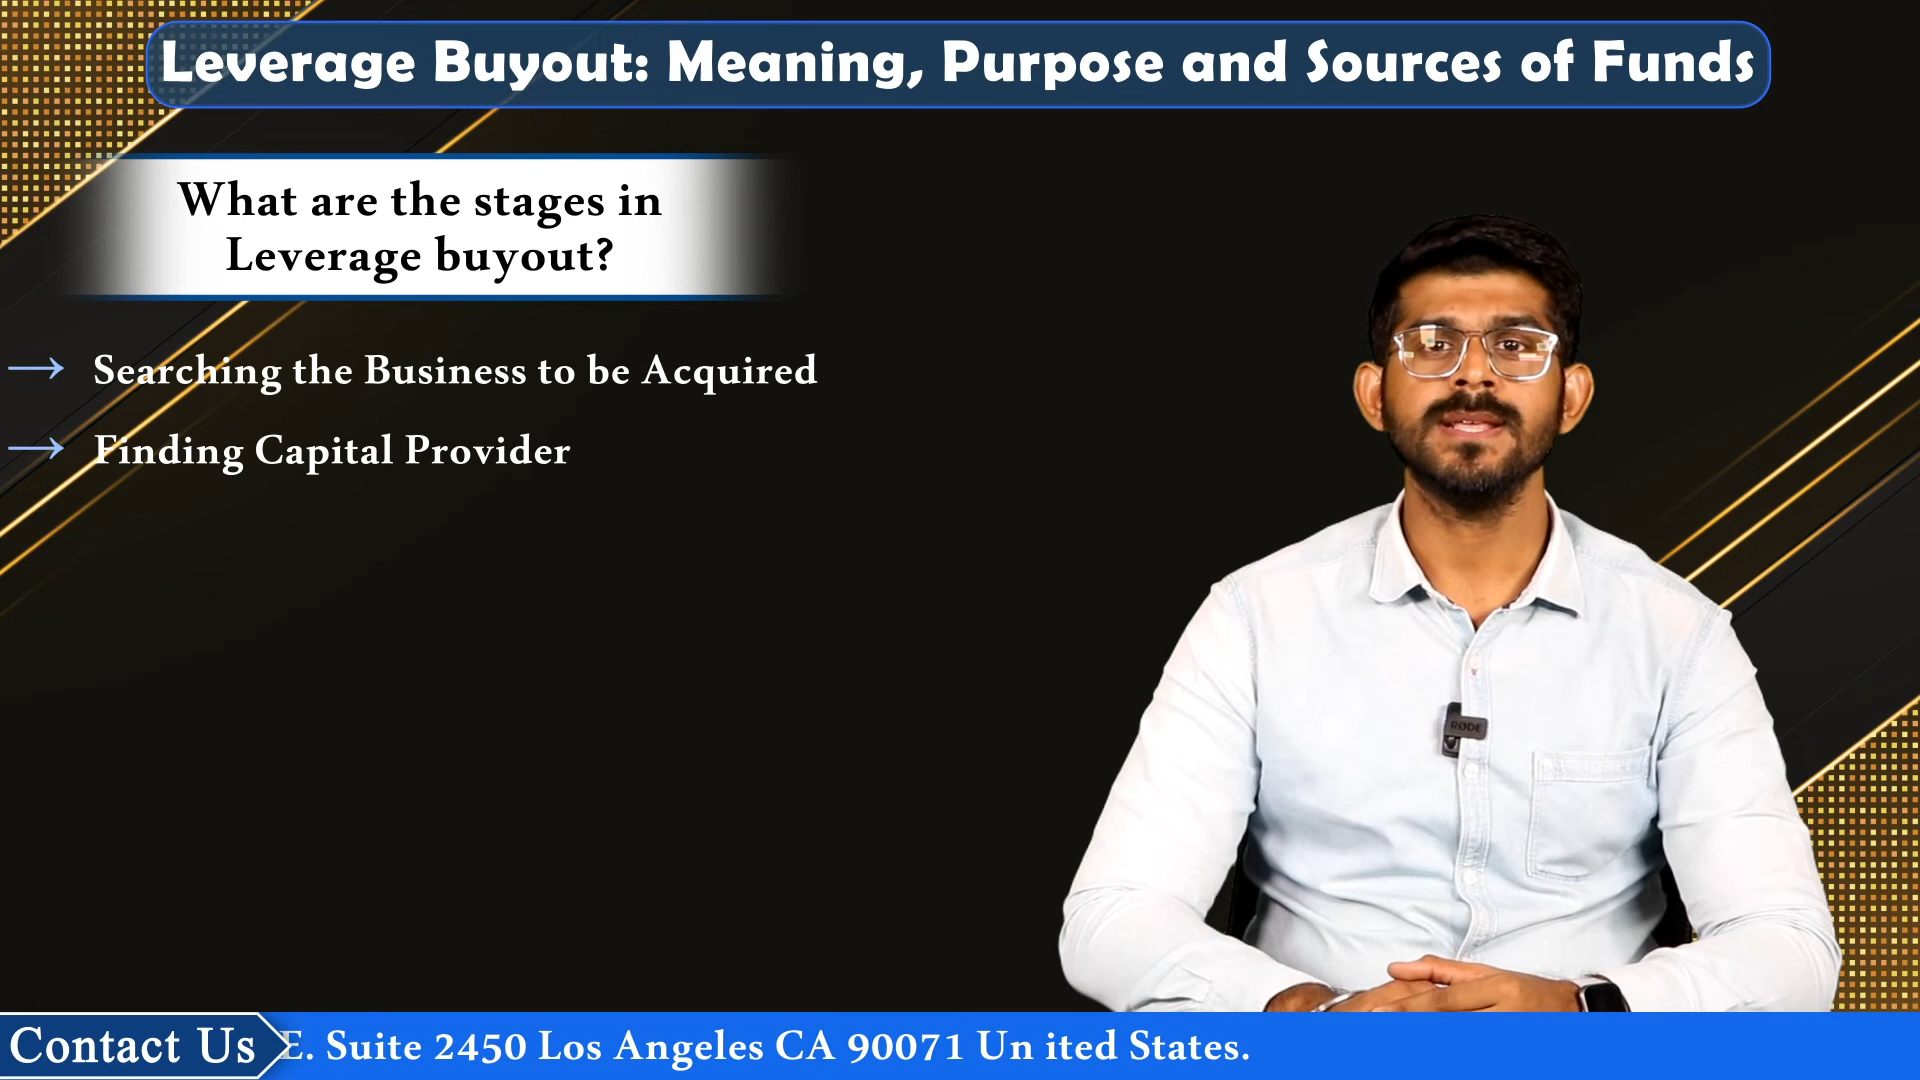 Leverage Buyout: Meaning, Purpose and Sources of Funds
What are the stages in
Leverage buyout?
→ Searching the Business to be Acquired
→ Finding Capital Provider
RØDE
Contact Us
E. Suite 2450 Los Angeles CA 90071 Un ited States.